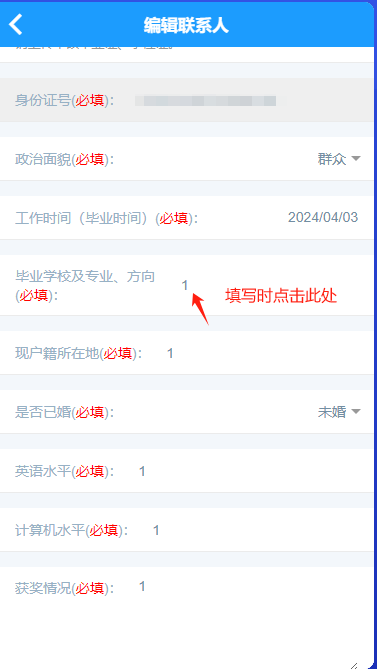 编辑联系人
身份证号(必填):
政治面貌(必填): 群众
工作时间（毕业时间）(必填): 2024/04/03
毕业学校及专业、方向
(必填): 1 填写时点击此处
现户籍所在地(必填): 1
是否已婚(必填): 未婚
英语水平(必填): 1
计算机水平(必填): 1
获奖情况(必填): 1